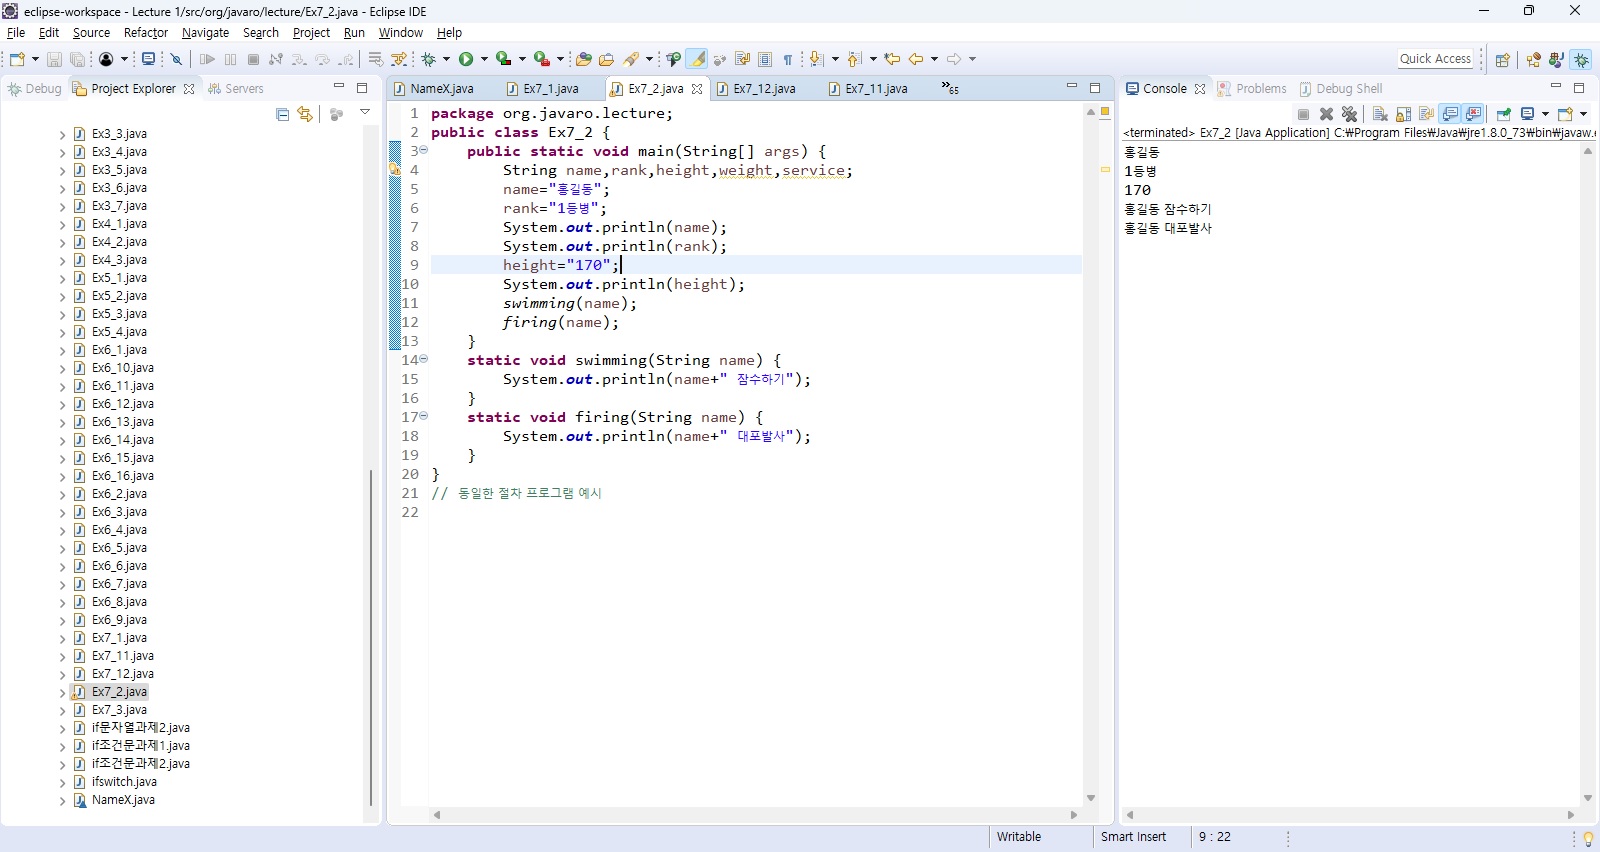 eclipse-workspace - Lecture 1/src/org/javaro/lecture/Ex7_2.java - Eclipse IDE
File Edit Source Refactor Navigate Search Project Run Window Help
Quick Access
Debug Project Explorer Servers
Ex3_3.java
Ex3_4.java
Ex3_5.java
Ex3_6.java
Ex3_7.java
Ex4_1.java
Ex4_2.java
Ex4_3.java
Ex5_1.java
Ex5_2.java
Ex5_3.java
Ex5_4.java
Ex6_1.java
Ex6_10.java
Ex6_11.java
Ex6_12.java
Ex6_13.java
Ex6_14.java
Ex6_15.java
Ex6_16.java
Ex6_2.java
Ex6_3.java
Ex6_4.java
Ex6_5.java
Ex6_6.java
Ex6_7.java
Ex6_8.java
Ex6_9.java
Ex7_1.java
Ex7_11.java
Ex7_12.java
Ex7_2.java
Ex7_3.java
if문자열과제2.java
if조건문과제1.java
if조건문과제2.java
ifswitch.java
NameX.java
NameX.java Ex7_1.java Ex7_2.java Ex7_12.java Ex7_11.java »65
1 package org.javaro.lecture;
2 public class Ex7_2 {
3 public static void main(String[] args) {
4 String name,rank,height,weight,service;
5 name="홍길동";
6 rank="1등병";
7 System.out.println(name);
8 System.out.println(rank);
9 height="170";
10 System.out.println(height);
11 swimming(name);
12 firing(name);
13 }
14 static void swimming(String name) {
15 System.out.println(name+" 잠수하기");
16 }
17 static void firing(String name) {
18 System.out.println(name+" 대포발사");
19 }
20 }
21 // 동일한 절차 프로그램 예시
22
Console Problems Debug Shell
<terminated> Ex7_2 [Java Application] C:₩Program Files₩Java₩jre1.8.0_73₩bin₩javaw.e
홍길동
1등병
170
홍길동 잠수하기
홍길동 대포발사
Writable Smart Insert 9 : 22